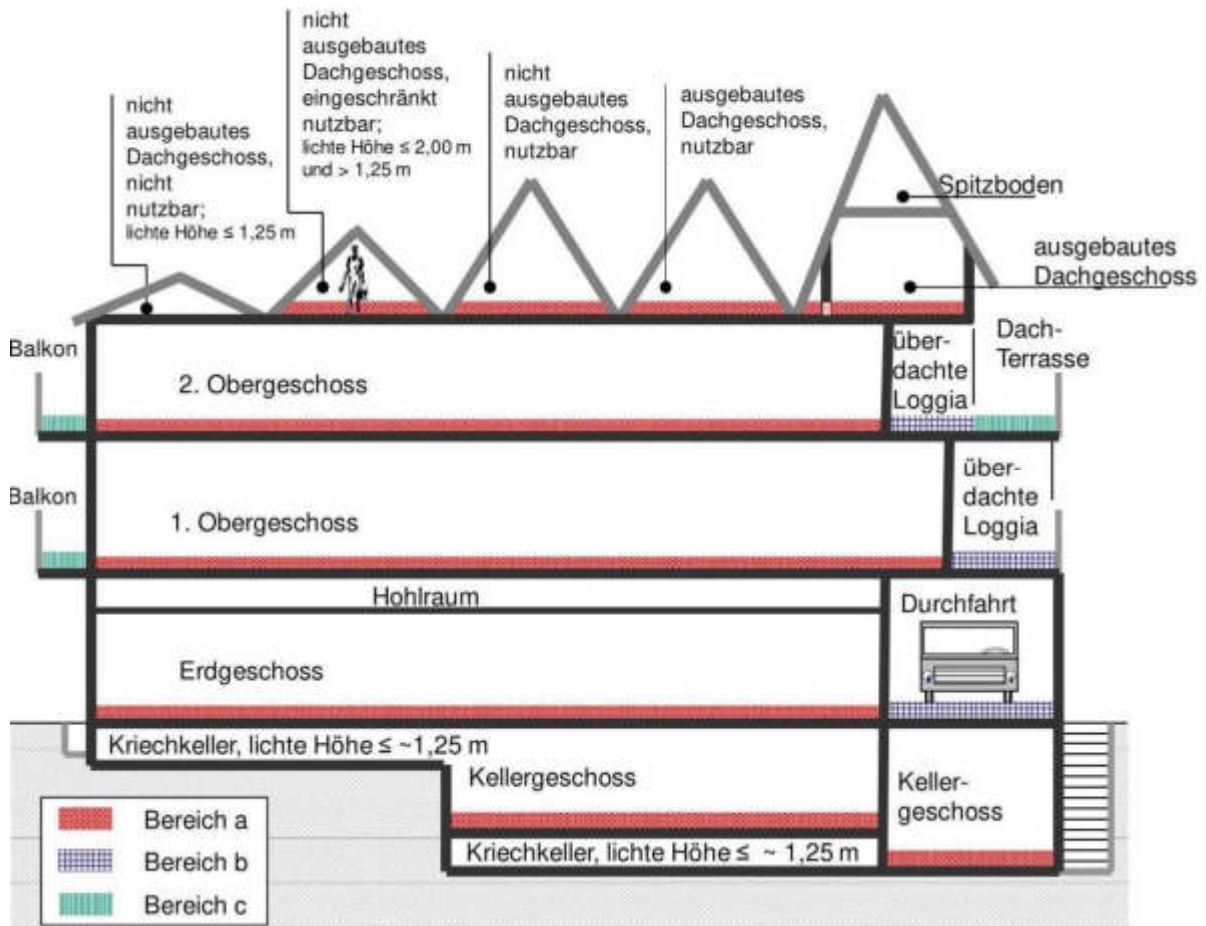 nicht
ausgebautes
Dachgeschoss,
nicht
nutzbar;
lichte Höhe ≤ 1,25 m
nicht
ausgebautes
Dachgeschoss,
eingeschränkt
nutzbar;
lichte Höhe ≤ 2,00 m
und > 1,25 m
nicht
ausgebautes
Dachgeschoss,
nutzbar
ausgebautes
Dachgeschoss,
nutzbar
Spitzboden
ausgebautes
Dachgeschoss
Balkon
2. Obergeschoss
über-
dachte
Loggia
Dach-
Terrasse
Balkon
1. Obergeschoss
über-
dachte
Loggia
Hohlraum
Erdgeschoss
Durchfahrt
Kriechkeller, lichte Höhe ≤ ~1,25 m
Kellergeschoss
Keller-
geschoss
Kriechkeller, lichte Höhe ≤ ~ 1,25 m
Bereich a
Bereich b
Bereich c